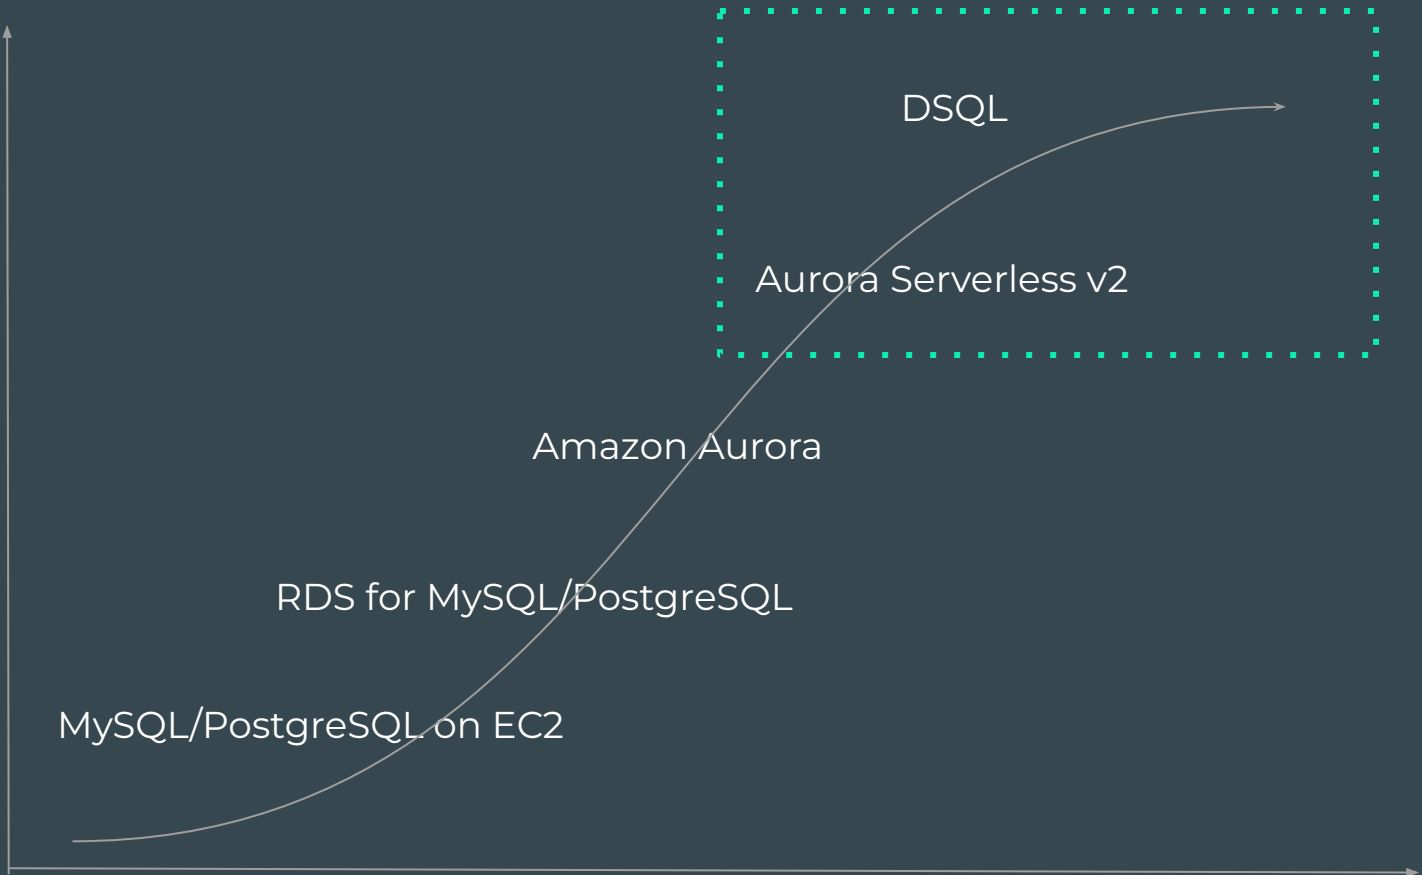 DSQL
Aurora Serverless v2
Amazon Aurora
RDS for MySQL/PostgreSQL
MySQL/PostgreSQL on EC2